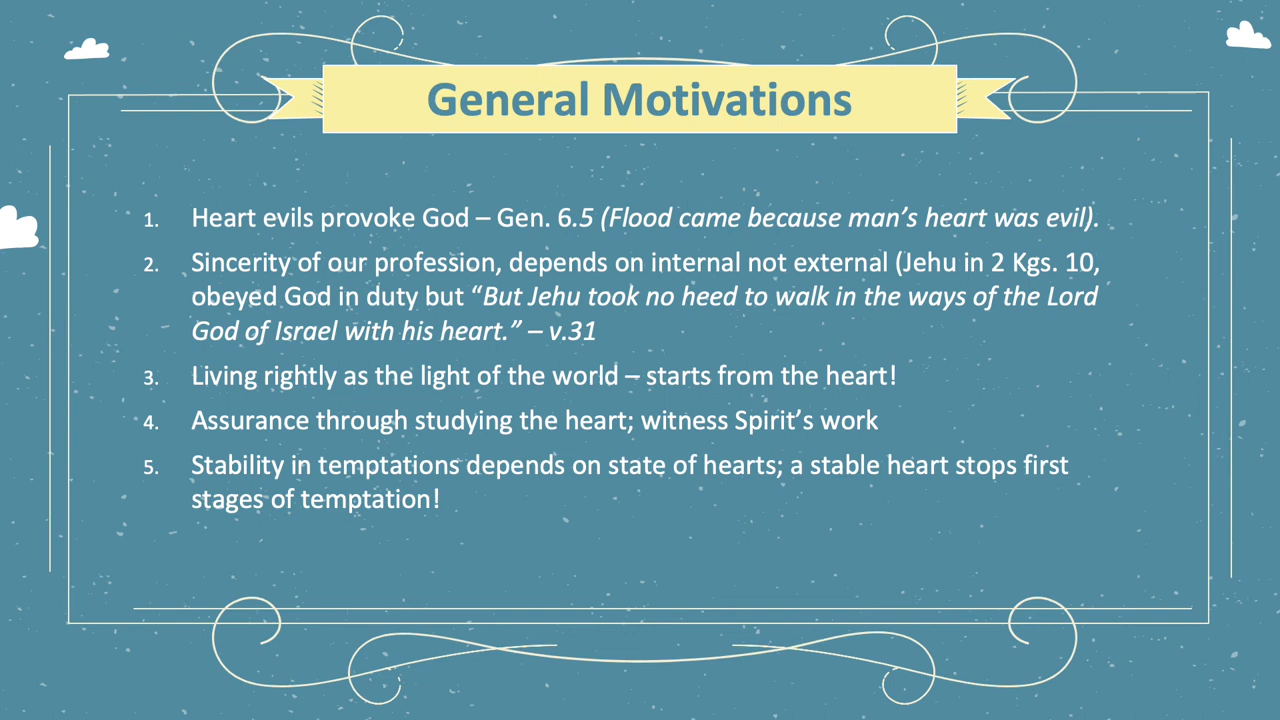 General Motivations
1. Heart evils provoke God – Gen. 6.5 (Flood came because man’s heart was evil).
2. Sincerity of our profession, depends on internal not external (Jehu in 2 Kgs. 10,
obeyed God in duty but “But Jehu took no heed to walk in the ways of the Lord
God of Israel with his heart.” – v.31
3. Living rightly as the light of the world – starts from the heart!
4. Assurance through studying the heart; witness Spirit’s work
5. Stability in temptations depends on state of hearts; a stable heart stops first
stages of temptation!